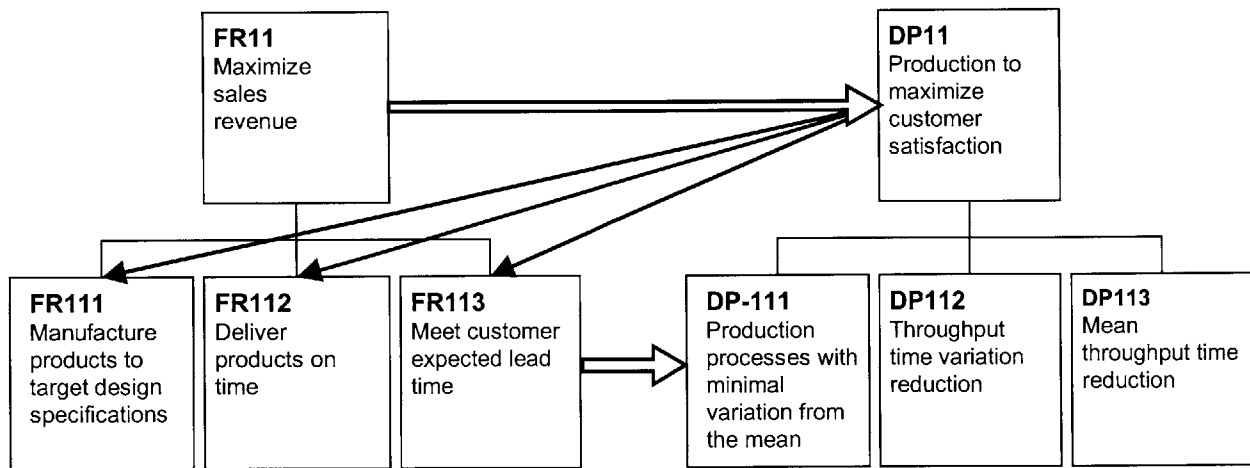 FR11
Maximize
sales
revenue
DP11
Production to
maximize
customer
satisfaction
FR111
Manufacture
products to
target design
specifications
FR112
Deliver
products on
time
FR113
Meet customer
expected lead
time
DP-111
Production
processes with
minimal
variation from
the mean
DP112
Throughput
time variation
reduction
DP113
Mean
throughput time
reduction